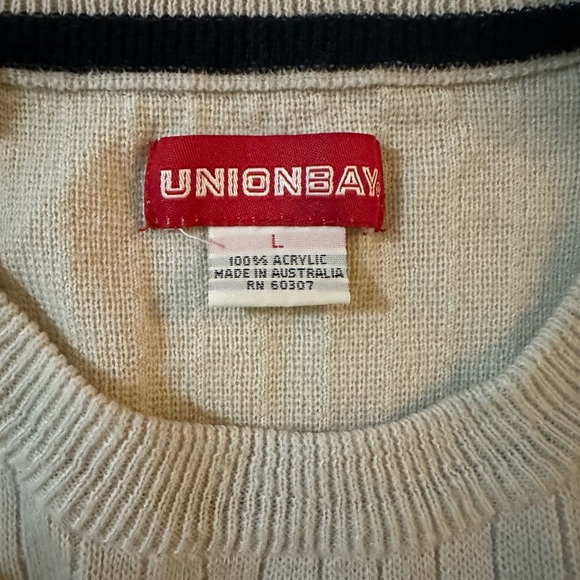 UNIONBAY
L
100% ACRYLIC
MADE IN AUSTRALIA
RN 60307